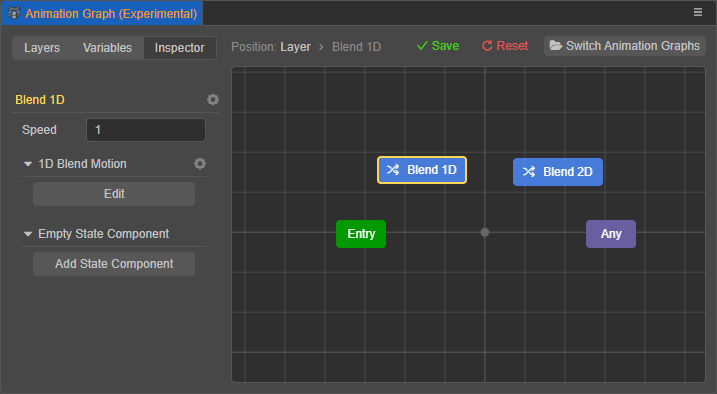 Animation Graph (Experimental)
Layers Variables Inspector
Position: Layer > Blend 1D
Save Reset Switch Animation Graphs
Blend 1D
Speed 1
1D Blend Motion
Edit
Empty State Component
Add State Component
Blend 1D Blend 2D
Entry Any